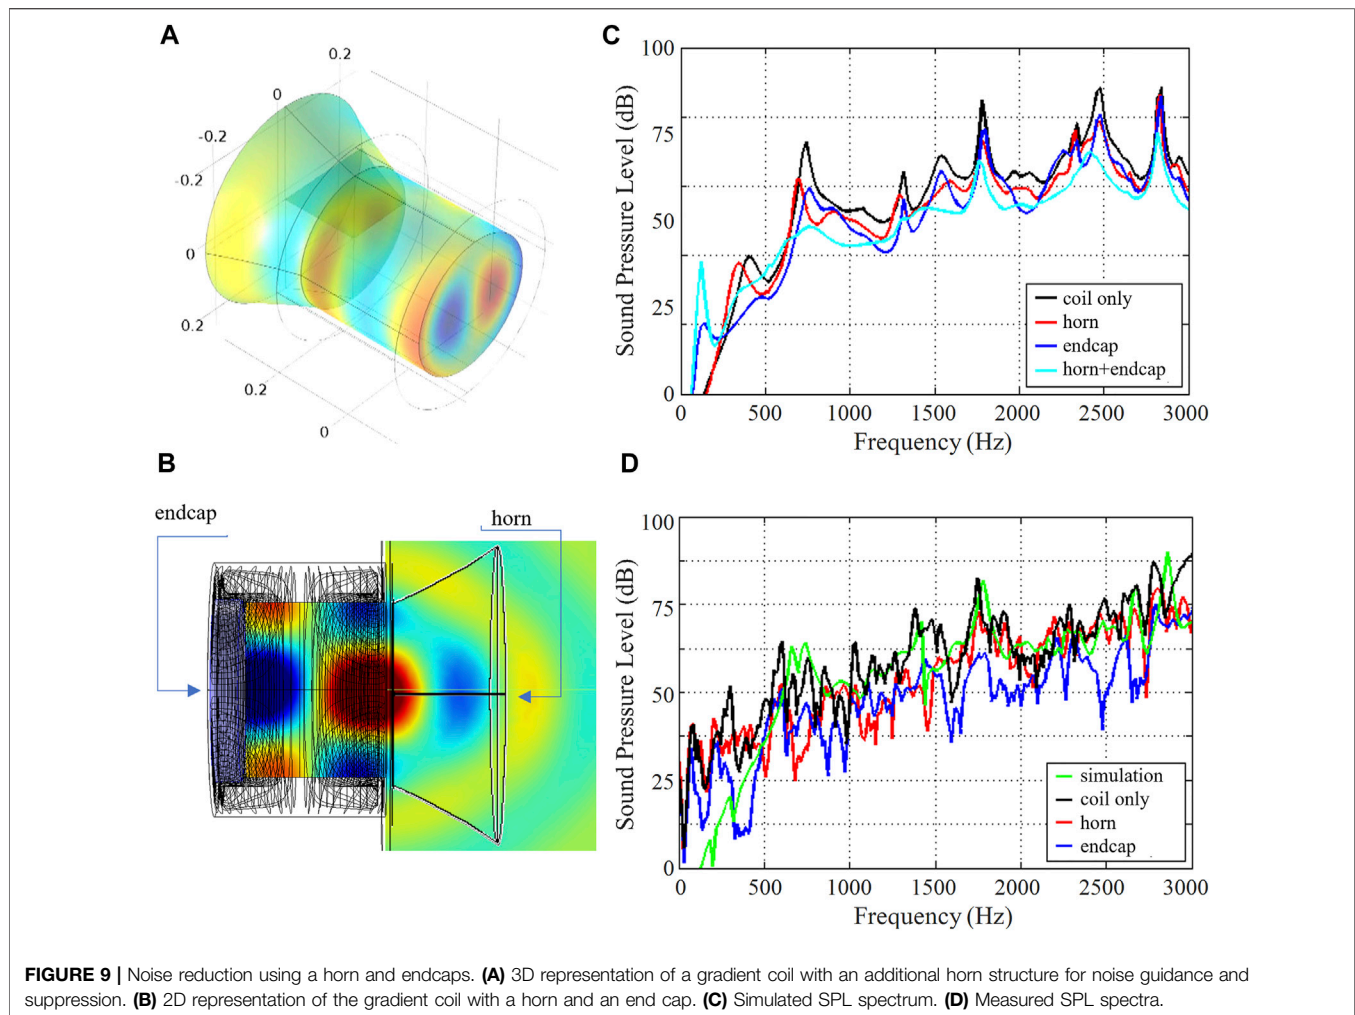 A
0.2
0
-0.2
-0.2
0
0.2
0.2
0
B
endcap
horn
C
Sound Pressure Level (dB)
100
75
50
25
0
0 500 1000 1500 2000 2500 3000
Frequency (Hz)
coil only
horn
endcap
horn+endcap
D
Sound Pressure Level (dB)
100
75
50
25
0
0 500 1000 1500 2000 2500 3000
Frequency (Hz)
simulation
coil only
horn
endcap
FIGURE 9 | Noise reduction using a horn and endcaps. (A) 3D representation of a gradient coil with an additional horn structure for noise guidance and
suppression. (B) 2D representation of the gradient coil with a horn and an end cap. (C) Simulated SPL spectrum. (D) Measured SPL spectra.